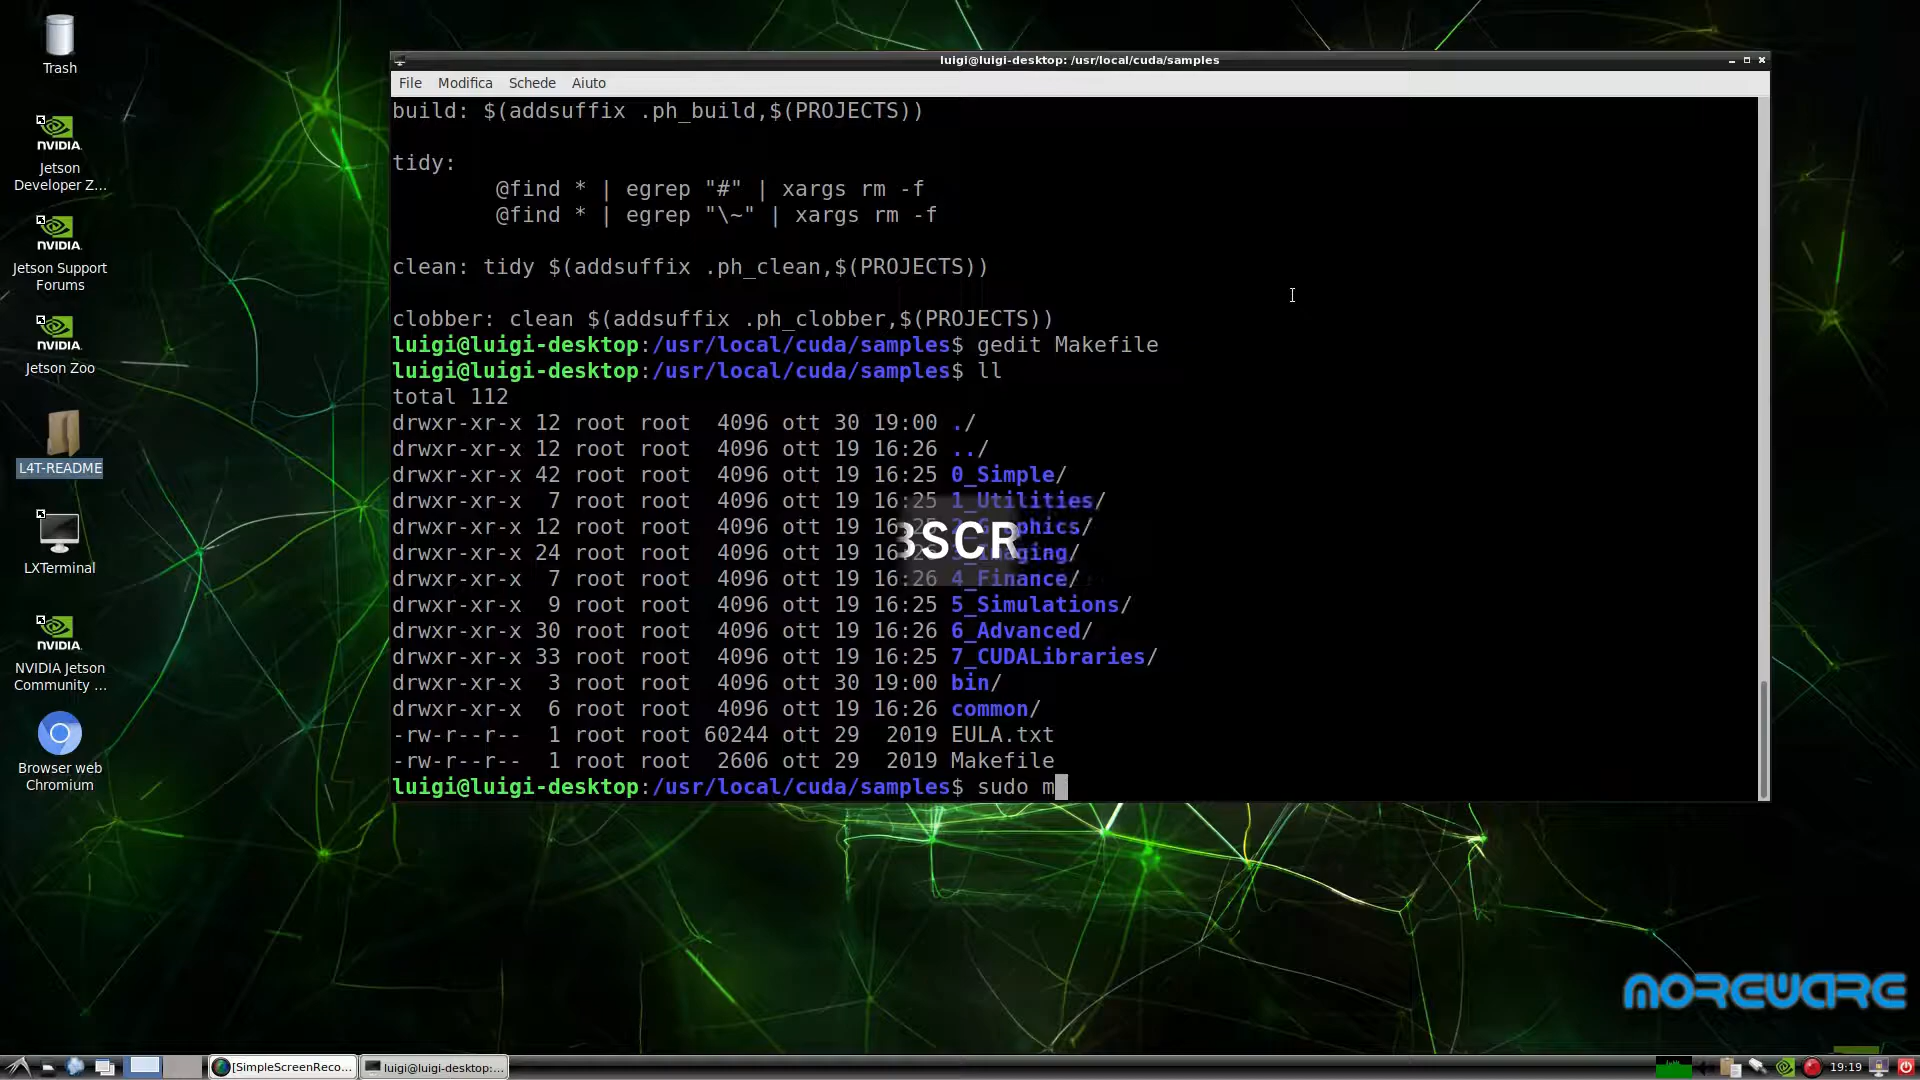 Trash
NVIDIA.
Jetson
Developer Z...
NVIDIA.
Jetson Support
Forums
NVIDIA.
Jetson Zoo
L4T-README
LXTerminal
NVIDIA.
NVIDIA Jetson
Community ...
Browser web
Chromium
luigi@luigi-desktop: /usr/local/cuda/samples
File Modifica Schede Aiuto
build: $(addsuffix .ph_build,$(PROJECTS))
tidy:
@find * | egrep "#" | xargs rm -f
@find * | egrep "\~" | xargs rm -f
clean: tidy $(addsuffix .ph_clean,$(PROJECTS))
clobber: clean $(addsuffix .ph_clobber,$(PROJECTS))
luigi@luigi-desktop:/usr/local/cuda/samples$ gedit Makefile
luigi@luigi-desktop:/usr/local/cuda/samples$ ll
total 112
drwxr-xr-x 12 root root 4096 ott 30 19:00 ./
drwxr-xr-x 12 root root 4096 ott 19 16:26 ../
drwxr-xr-x 42 root root 4096 ott 19 16:25 0_Simple/
drwxr-xr-x 7 root root 4096 ott 19 16:25 1_Utilities/
drwxr-xr-x 12 root root 4096 ott 19
drwxr-xr-x 24 root root 4096 ott 19
drwxr-xr-x 7 root root 4096 ott 19 16:26 4_Finance/
drwxr-xr-x 9 root root 4096 ott 19 16:25 5_Simulations/
drwxr-xr-x 30 root root 4096 ott 19 16:26 6_Advanced/
drwxr-xr-x 33 root root 4096 ott 19 16:25 7_CUDALibraries/
drwxr-xr-x 3 root root 4096 ott 30 19:00 bin/
drwxr-xr-x 6 root root 4096 ott 19 16:26 common/
-rw-r--r-- 1 root root 60244 ott 29 2019 EULA.txt
-rw-r--r-- 1 root root 2606 ott 29 2019 Makefile
luigi@luigi-desktop:/usr/local/cuda/samples$ sudo m
MOREWARE
[SimpleScreenReco...
luigi@luigi-desktop:...
19:19